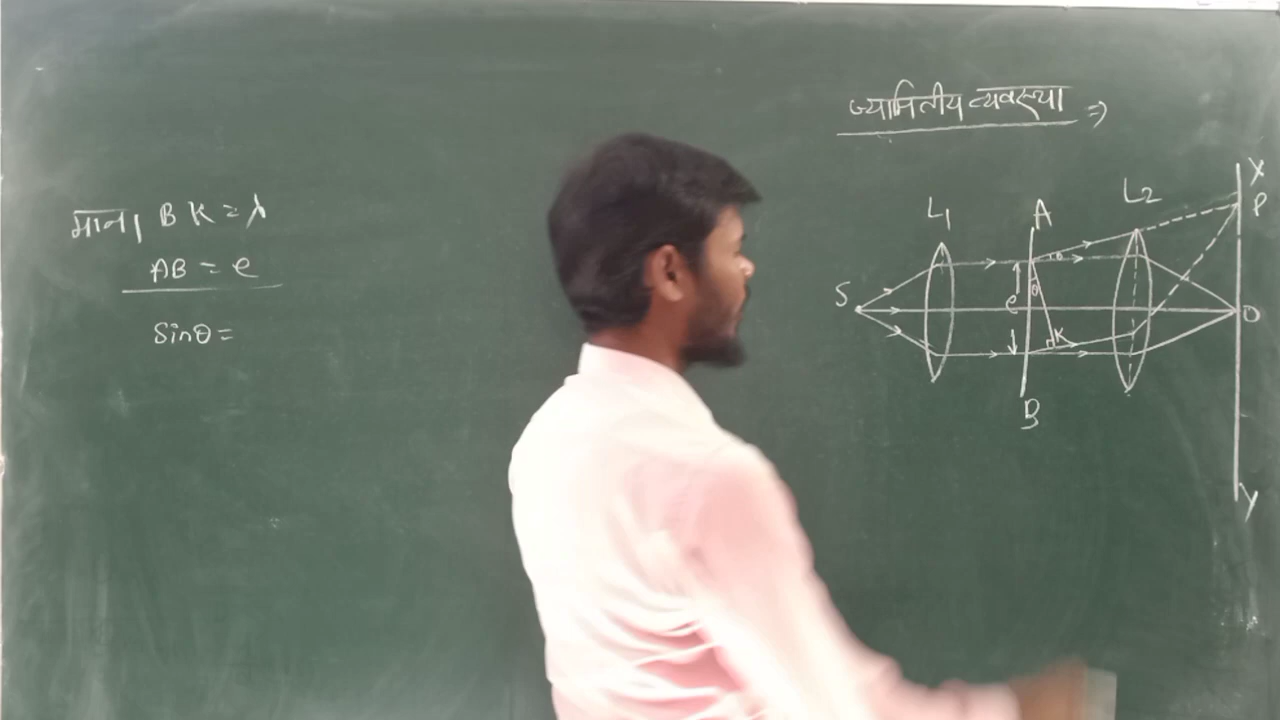 ज्यामितीय व्यवस्था ⇒
माना BK = λ
AB = e
Sinθ =
X
P
L1
A
L2
S
θ
θ
e
O
K
B
Y